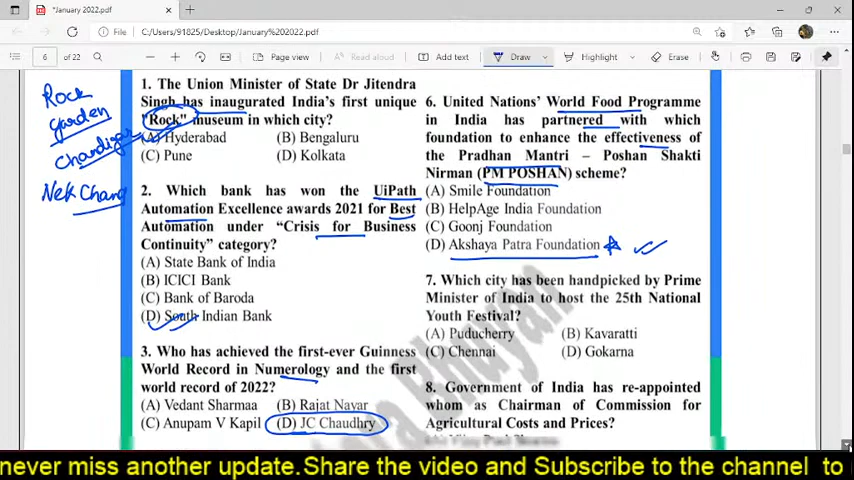 *January 2022.pdf
File
C:/Users/91825/Desktop/January%202022.pdf
6 of 22
Page view
Read aloud
Add text
Draw
Highlight
Erase
Rock
garden
chandigarh
Nek Chand
1. The Union Minister of State Dr Jitendra
Singh has inaugurated India's first unique
"Rock" museum in which city?
(A) Hyderabad (B) Bengaluru
(C) Pune (D) Kolkata
2. Which bank has won the UiPath
Automation Excellence awards 2021 for Best
Automation under "Crisis for Business
Continuity" category?
(A) State Bank of India
(B) ICICI Bank
(C) Bank of Baroda
(D) South Indian Bank
3. Who has achieved the first-ever Guinness
World Record in Numerology and the first
world record of 2022?
(A) Vedant Sharmaa (B) Rajat Nayar
(C) Anupam V Kapil (D) JC Chaudhry
6. United Nations' World Food Programme
in India has partnered with which
foundation to enhance the effectiveness of
the Pradhan Mantri – Poshan Shakti
Nirman (PM POSHAN) scheme?
(A) Smile Foundation
(B) HelpAge India Foundation
(C) Goonj Foundation
(D) Akshaya Patra Foundation
7. Which city has been handpicked by Prime
Minister of India to host the 25th National
Youth Festival?
(A) Puducherry (B) Kavaratti
(C) Chennai (D) Gokarna
8. Government of India has re-appointed
whom as Chairman of Commission for
Agricultural Costs and Prices?
(A) Vijay Paul Sharma
Bhuyan
never miss another update.Share the video and Subscribe to the channel to